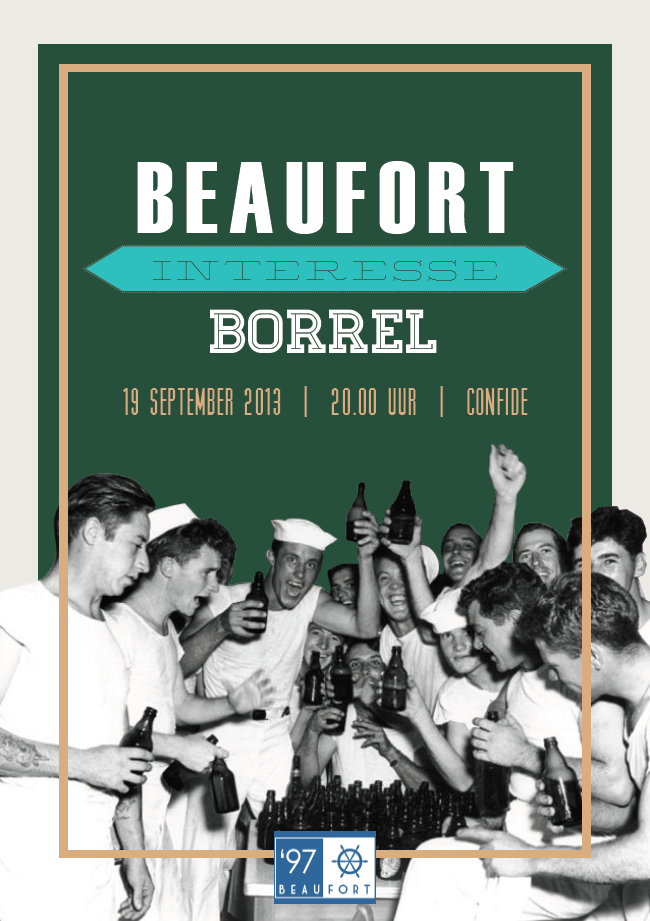 BEAUFORT
INTERESSE
BORREL
19 SEPTEMBER 2013 | 20.00 UUR | CONFIDE
'97
BEAUFORT